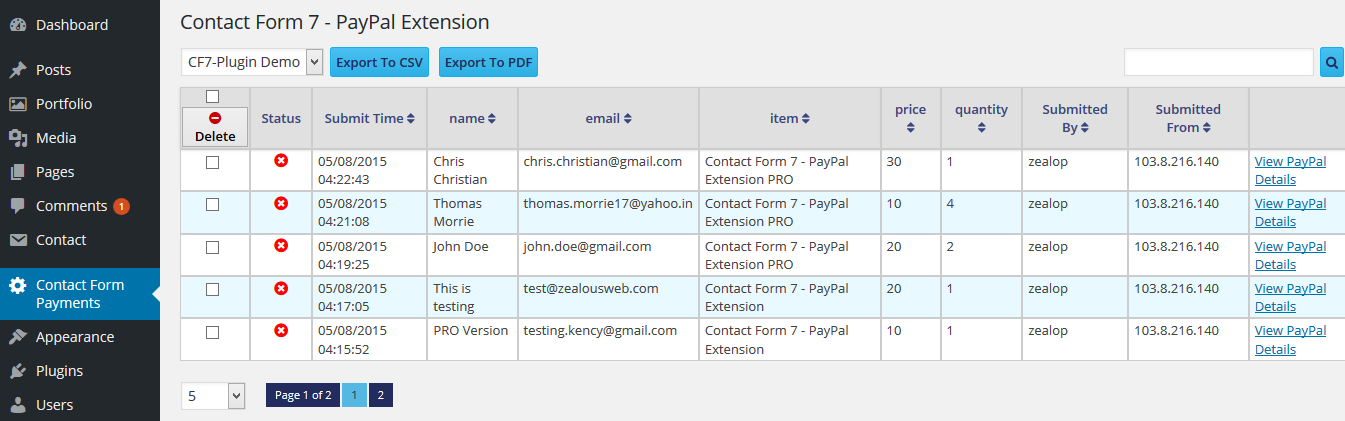 Dashboard
Posts
Portfolio
Media
Pages
Comments 1
Contact
Contact Form
Payments
Appearance
Plugins
Users
Contact Form 7 - PayPal Extension
CF7-Plugin Demo Export To CSV Export To PDF
Delete Status Submit Time name email item price quantity Submitted By Submitted From
05/08/2015 Chris chris.christian@gmail.com Contact Form 7 - PayPal 30 1 zealop 103.8.216.140 View PayPal
04:22:43 Christian Extension PRO Details
05/08/2015 Thomas thomas.morrie17@yahoo.in Contact Form 7 - PayPal 10 4 zealop 103.8.216.140 View PayPal
04:21:08 Morrie Extension PRO Details
05/08/2015 John Doe john.doe@gmail.com Contact Form 7 - PayPal 20 2 zealop 103.8.216.140 View PayPal
04:19:25 Extension PRO Details
05/08/2015 This is test@zealousweb.com Contact Form 7 - PayPal 20 1 zealop 103.8.216.140 View PayPal
04:17:05 testing Extension Details
05/08/2015 PRO Version testing.kency@gmail.com Contact Form 7 - PayPal 10 1 zealop 103.8.216.140 View PayPal
04:15:52 Extension Details
5 Page 1 of 2 1 2